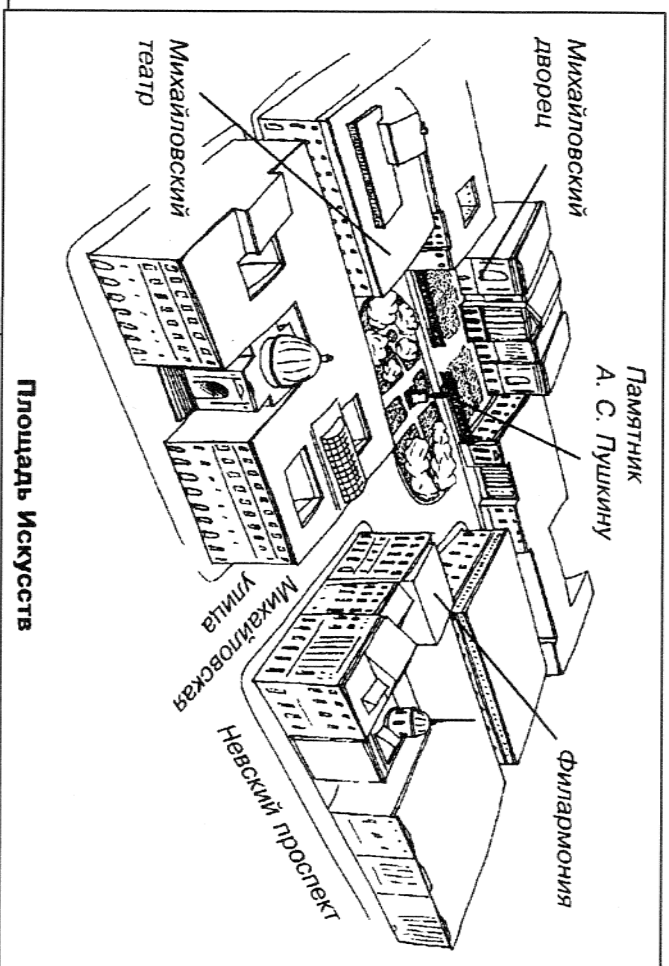 Михайловский
дворец
Памятник
А. С. Пушкину
Михайловский
театр
Филармония
Михайловская
улица
Невский проспект
Площадь Искусств